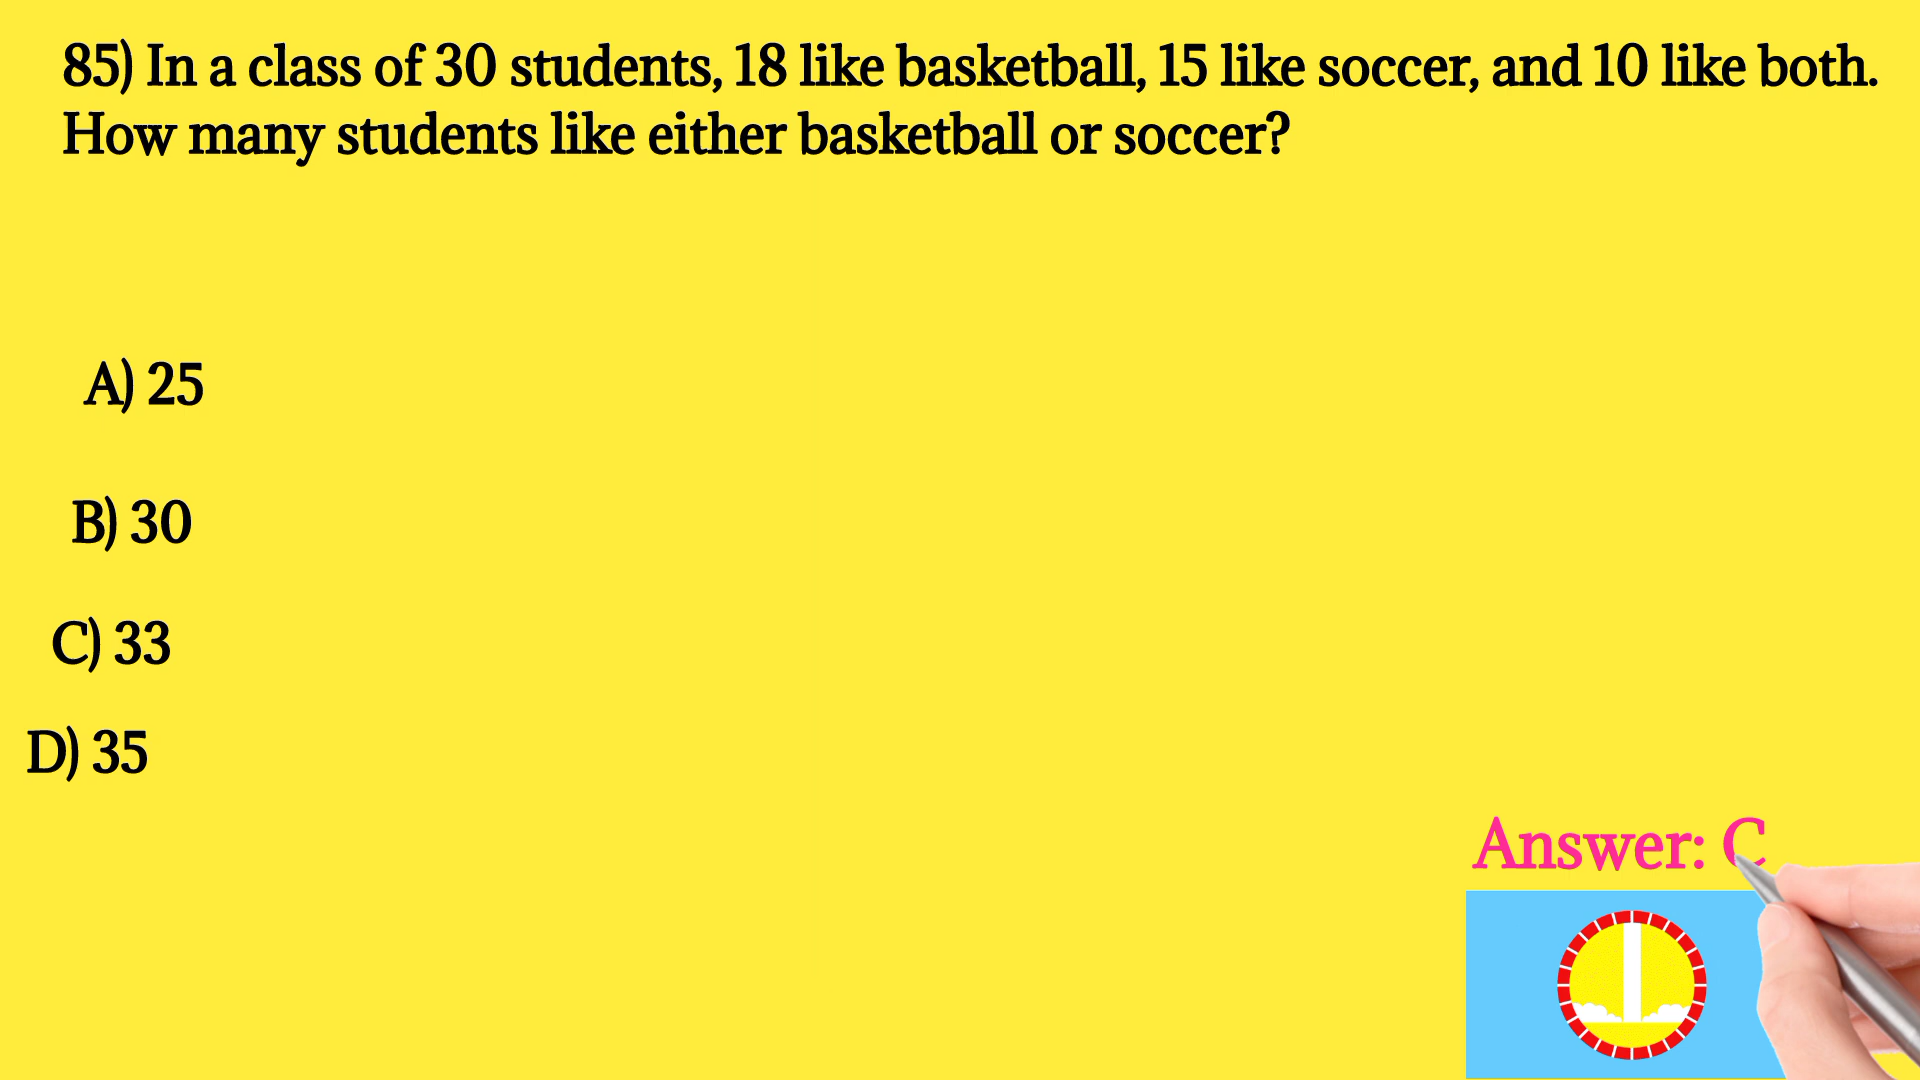 85) In a class of 30 students, 18 like basketball, 15 like soccer, and 10 like both.
How many students like either basketball or soccer?
A) 25
B) 30
C) 33
D) 35
Answer: C